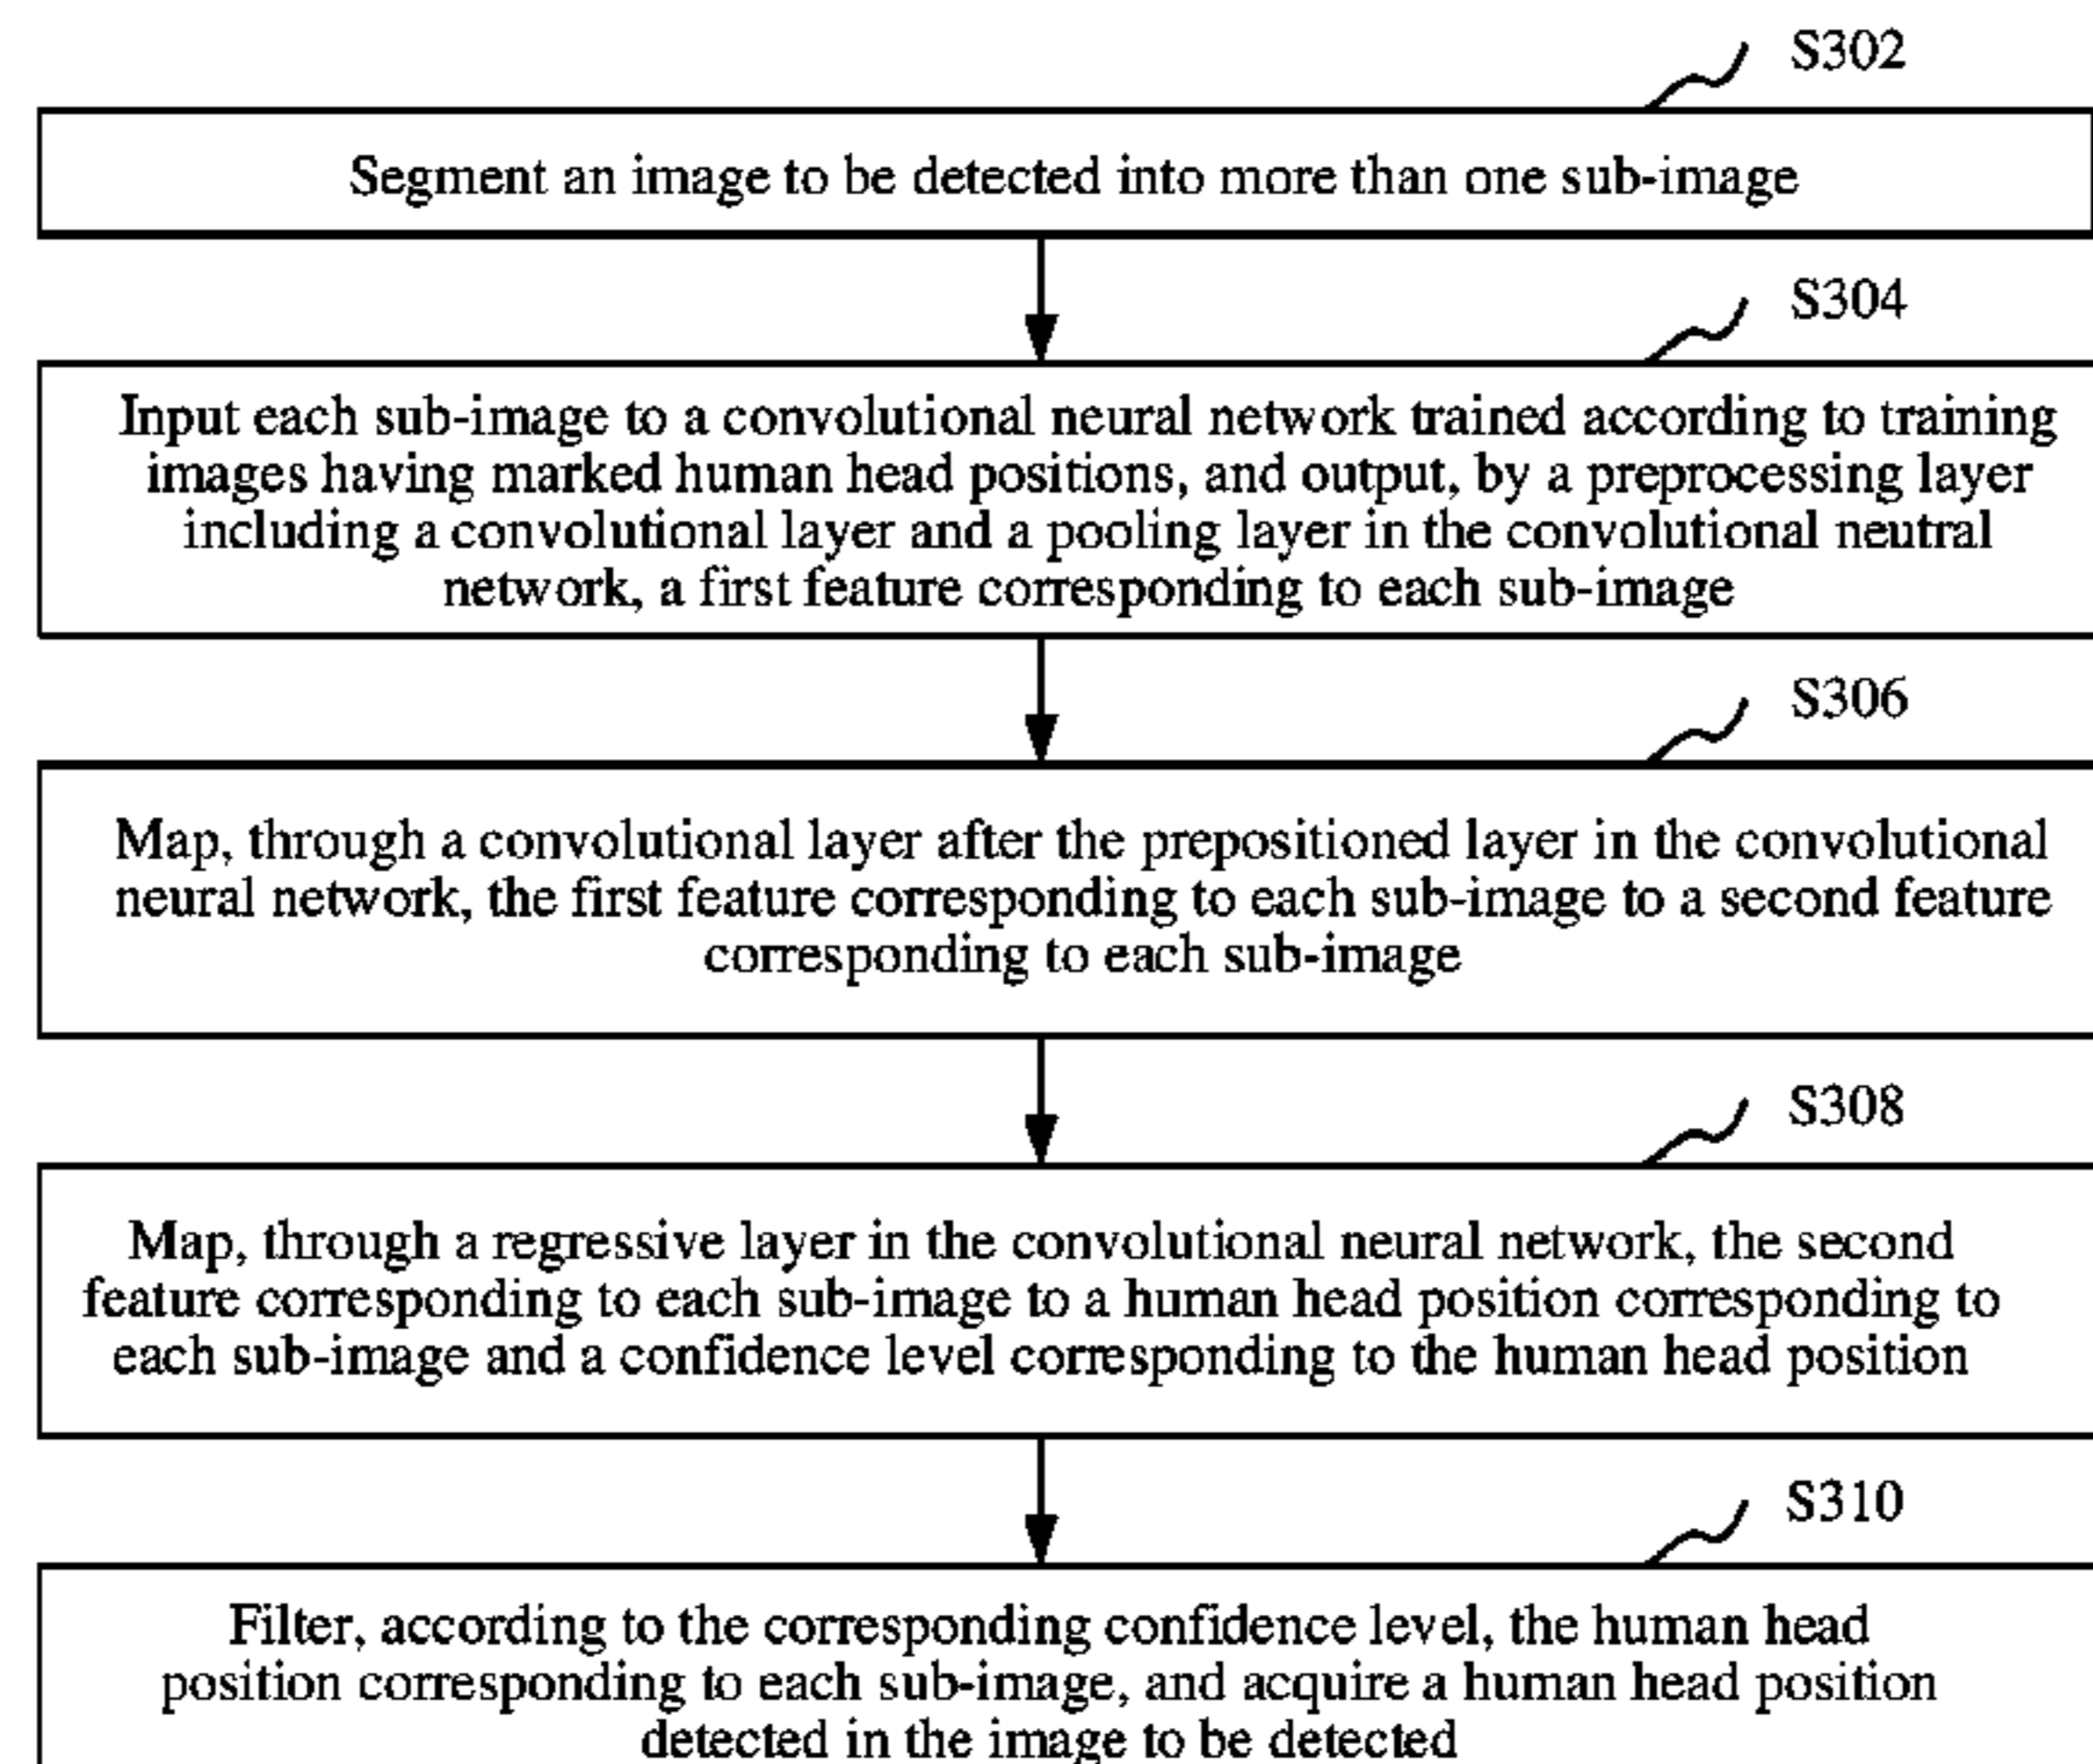 S302
Segment an image to be detected into more than one sub-image
S304
Input each sub-image to a convolutional neural network trained according to training
images having marked human head positions, and output, by a preprocessing layer
including a convolutional layer and a pooling layer in the convolutional neutral
network, a first feature corresponding to each sub-image
S306
Map, through a convolutional layer after the prepositioned layer in the convolutional
neural network, the first feature corresponding to each sub-image to a second feature
corresponding to each sub-image
S308
Map, through a regressive layer in the convolutional neural network, the second
feature corresponding to each sub-image to a human head position corresponding to
each sub-image and a confidence level corresponding to the human head position
S310
Filter, according to the corresponding confidence level, the human head
position corresponding to each sub-image, and acquire a human head position
detected in the image to be detected